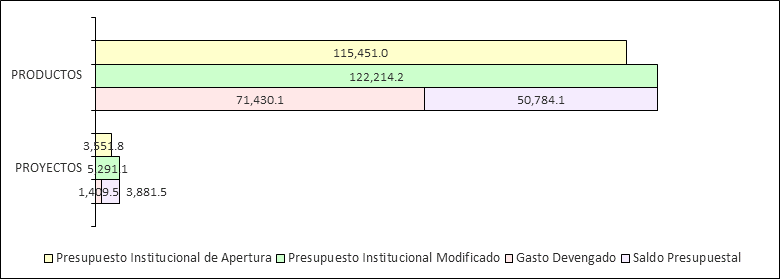 115,451.0
PRODUCTOS
122,214.2
71,430.1 50,784.1
3,551.8
PROYECTOS
5,291.1
1,409.5 3,881.5
Presupuesto Institucional de Apertura Presupuesto Institucional Modificado Gasto Devengado Saldo Presupuestal